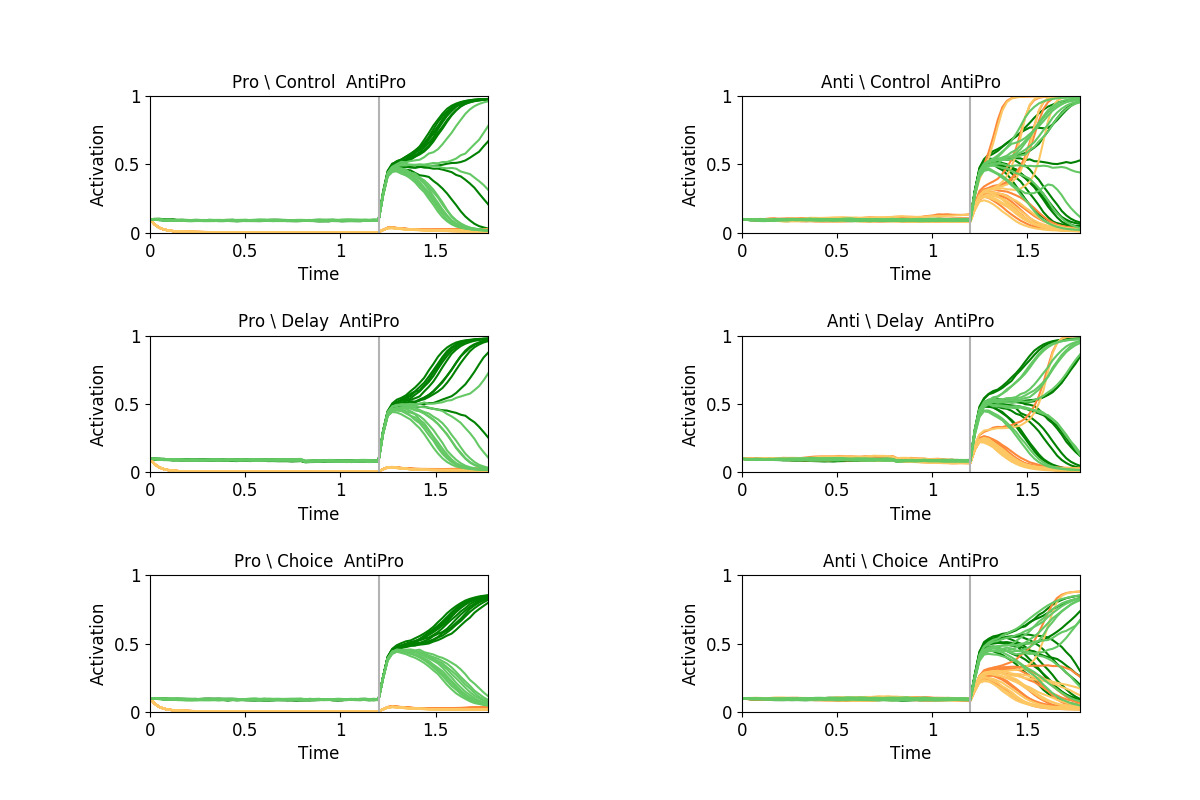 Pro \ Control  AntiPro
Anti \ Control  AntiPro
1
0.5
0
Activation
0
0.5
1
1.5
Time
1
0.5
0
Activation
0
0.5
1
1.5
Time
Pro \ Delay  AntiPro
Anti \ Delay  AntiPro
1
0.5
0
Activation
0
0.5
1
1.5
Time
1
0.5
0
Activation
0
0.5
1
1.5
Time
Pro \ Choice  AntiPro
Anti \ Choice  AntiPro
1
0.5
0
Activation
0
0.5
1
1.5
Time
1
0.5
0
Activation
0
0.5
1
1.5
Time